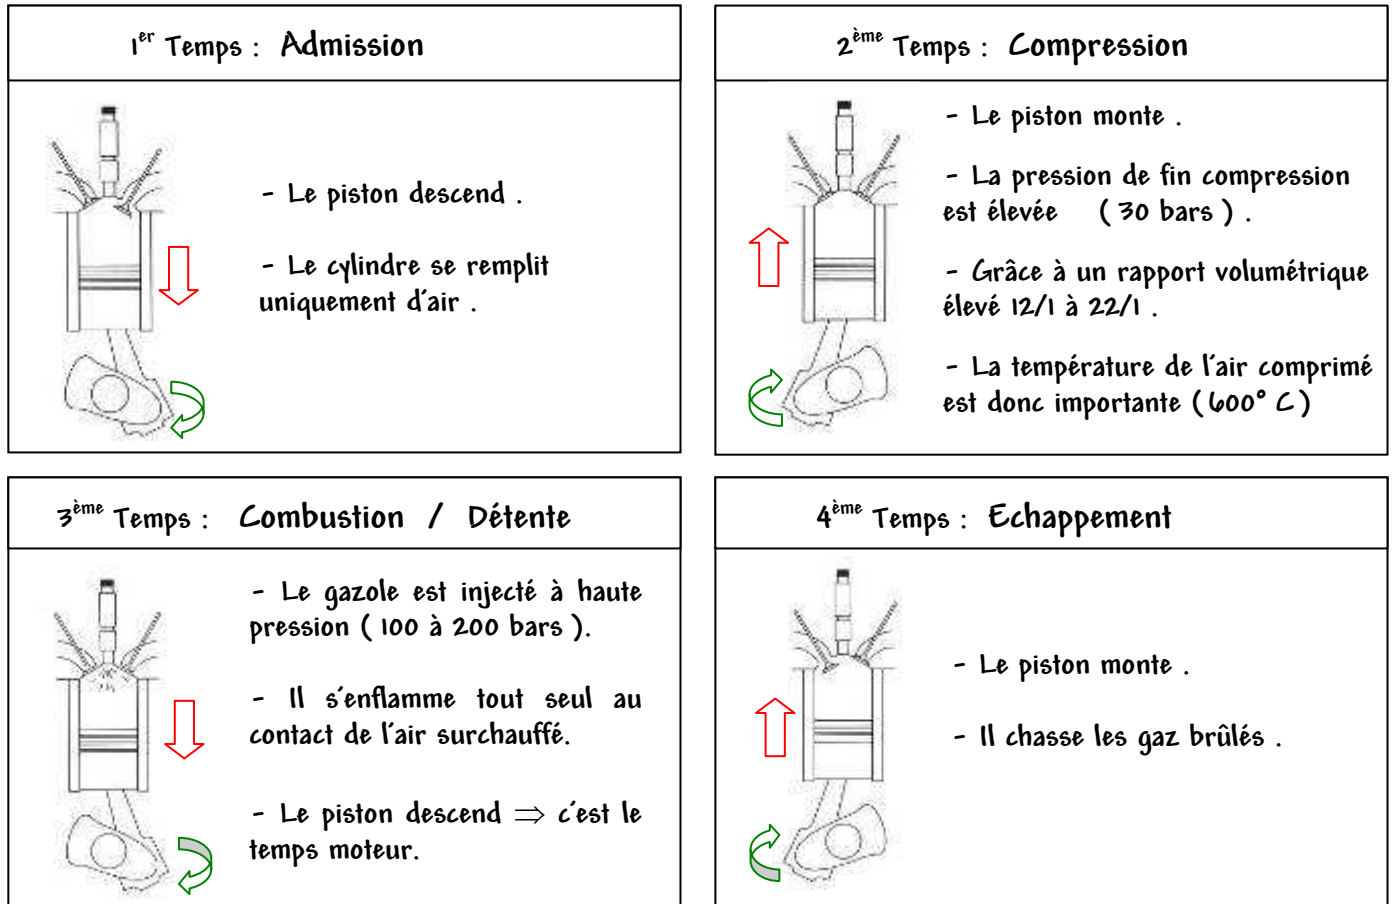 1er Temps : Admission
- Le piston descend .
- Le cylindre se remplit
uniquement d'air .
2ème Temps : Compression
- Le piston monte .
- La pression de fin compression
est élevée ( 30 bars ) .
- Grâce à un rapport volumétrique
élevé 12/1 à 22/1 .
- La température de l'air comprimé
est donc importante ( 600° C )
3ème Temps : Combustion / Détente
- Le gazole est injecté à haute
pression ( 100 à 200 bars ).
- Il s'enflamme tout seul au
contact de l'air surchauffé.
- Le piston descend ⇒ c'est le
temps moteur.
4ème Temps : Echappement
- Le piston monte .
- Il chasse les gaz brûlés .